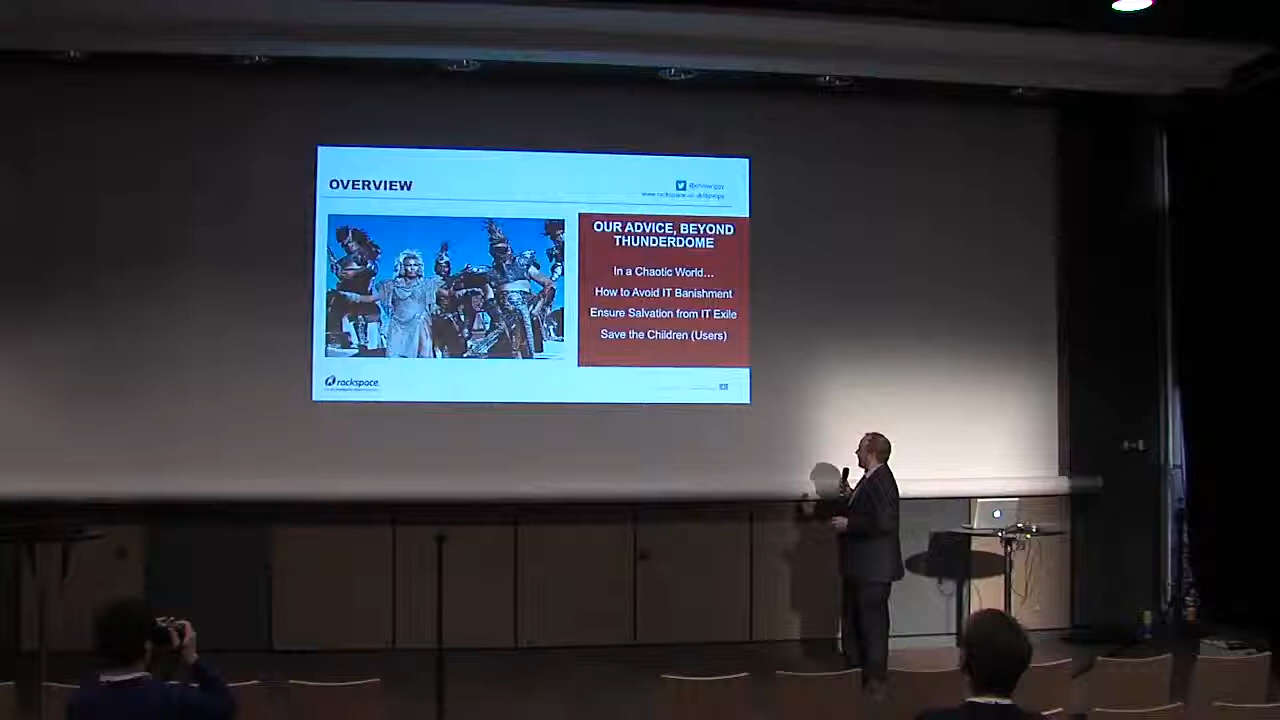 OVERVIEW
OUR ADVICE, BEYOND
THUNDERDOME
In a Chaotic World...
How to Avoid IT Banishment
Ensure Salvation from IT Exile
Save the Children (Users)
rackspace